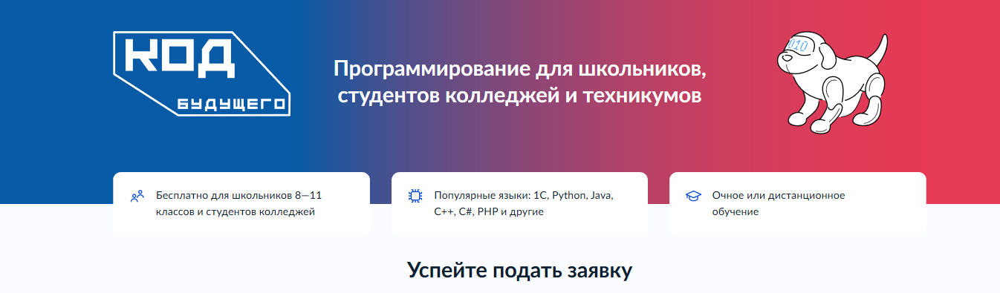 КОД
БУДУЩЕГО
Программирование для школьников,
студентов колледжей и техникумов
010
Бесплатно для школьников 8—11
классов и студентов колледжей
Популярные языки: 1С, Python, Java,
C++, C#, PHP и другие
Очное или дистанционное
обучение
Успейте подать заявку